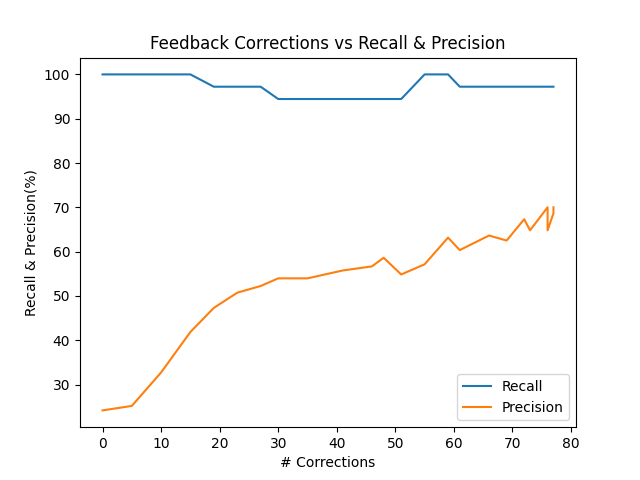 Feedback Corrections vs Recall & Precision
100
90
80
70
60
50
40
30
Recall & Precision(%)
0 10 20 30 40 50 60 70 80
# Corrections
Recall
Precision